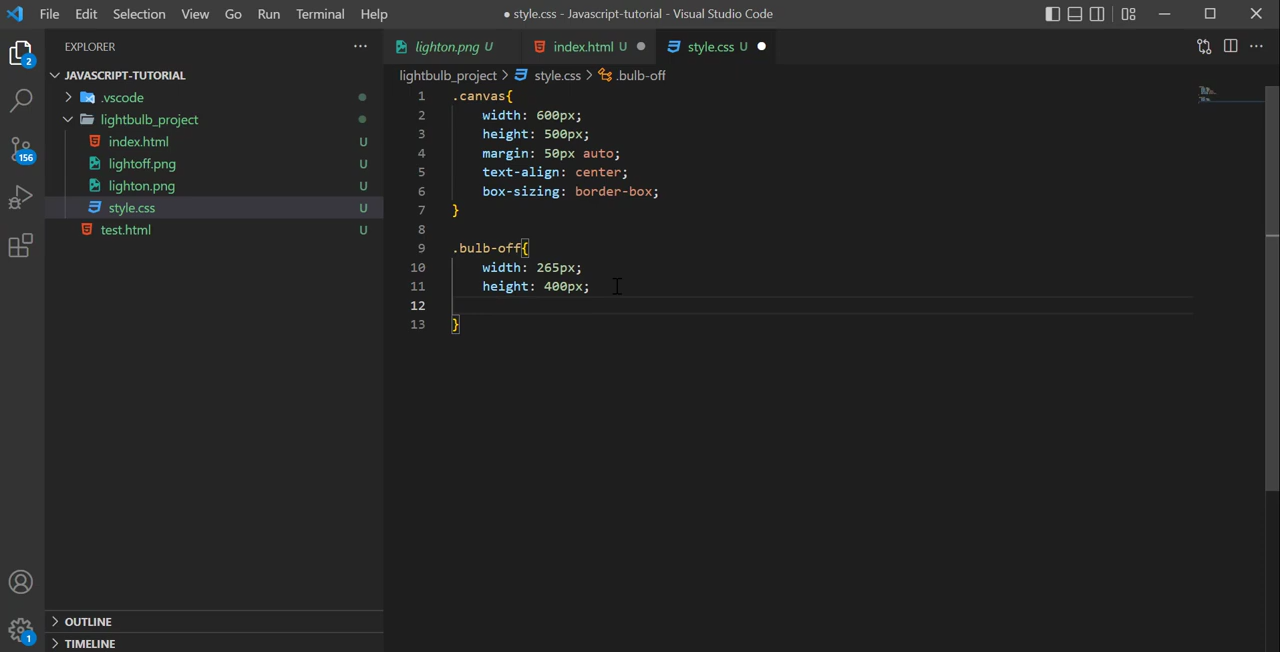 File Edit Selection View Go Run Terminal Help ● style.css - Javascript-tutorial - Visual Studio Code
EXPLORER ...
lighton.png U index.html U ● style.css U ●
2
JAVASCRIPT-TUTORIAL
lightbulb_project > style.css > .bulb-off
.vscode
lightbulb_project
index.html U
lightoff.png U
lighton.png U
style.css U
test.html U
156
1 .canvas{
2 width: 600px;
3 height: 500px;
4 margin: 50px auto;
5 text-align: center;
6 box-sizing: border-box;
7 }
8
9 .bulb-off{
10 width: 265px;
11 height: 400px;
12
13 }
OUTLINE
1
TIMELINE